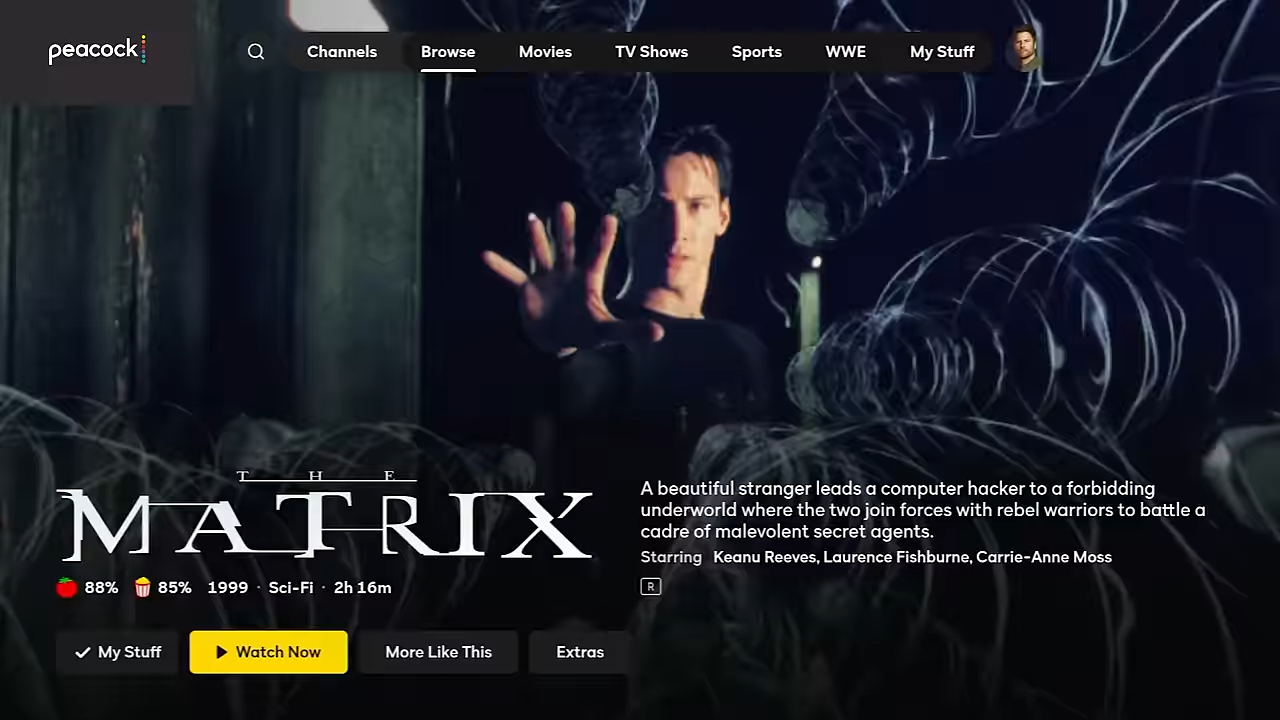 peacock
Channels Browse Movies TV Shows Sports WWE My Stuff
THE
MATRIX
88% 85% 1999 · Sci-Fi · 2h 16m
A beautiful stranger leads a computer hacker to a forbidding
underworld where the two join forces with rebel warriors to battle a
cadre of malevolent secret agents.
Starring Keanu Reeves, Laurence Fishburne, Carrie-Anne Moss
R
My Stuff Watch Now More Like This Extras